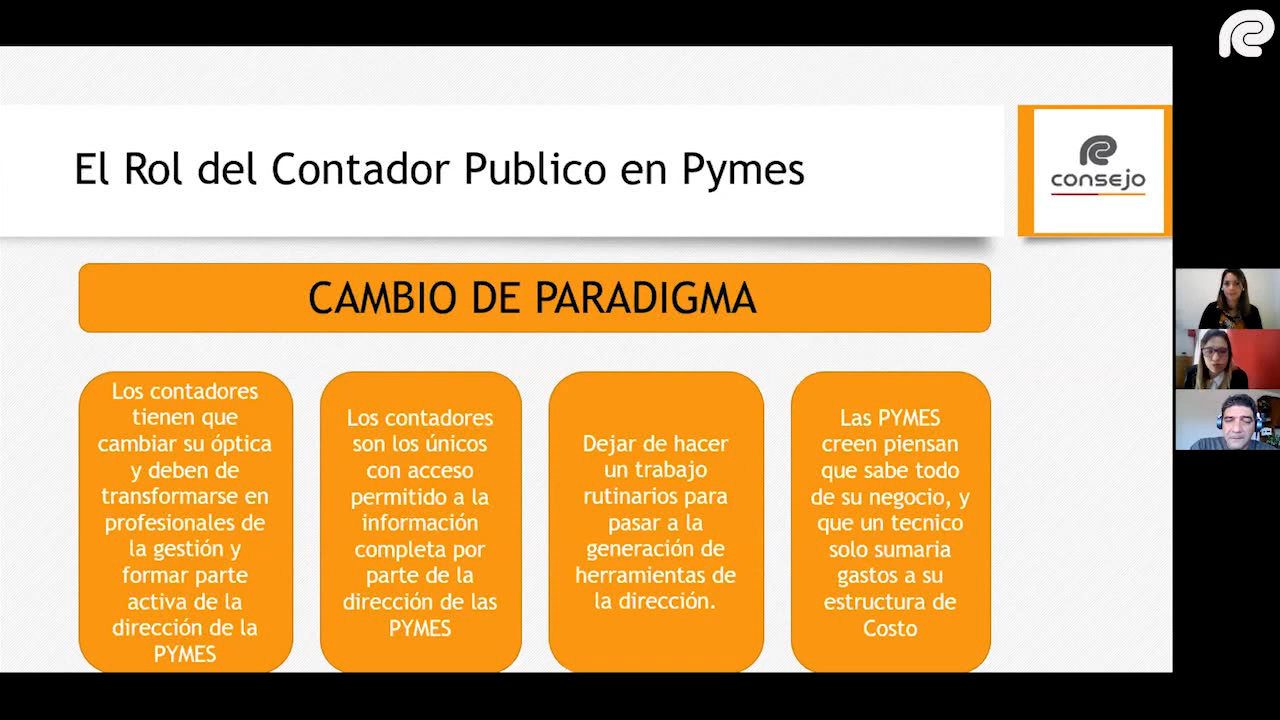 El Rol del Contador Publico en Pymes
consejo
CAMBIO DE PARADIGMA
Los contadores
tienen que
cambiar su óptica
y deben de
transformarse en
profesionales de
la gestión y
formar parte
activa de la
dirección de la
PYMES
Los contadores
son los únicos
con acceso
permitido a la
información
completa por
parte de la
dirección de las
PYMES
Dejar de hacer
un trabajo
rutinarios para
pasar a la
generación de
herramientas de
la dirección.
Las PYMES
creen piensan
que sabe todo
de su negocio, y
que un tecnico
solo sumaria
gastos a su
estructura de
Costo